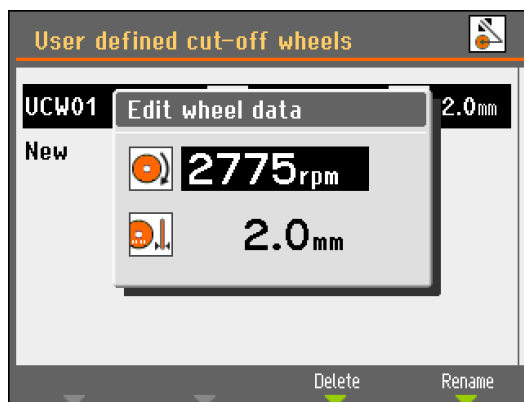 User defined cut-off wheels
UCW01 2.0mm
Edit wheel data
New
2775rpm
2.0mm
Delete Rename